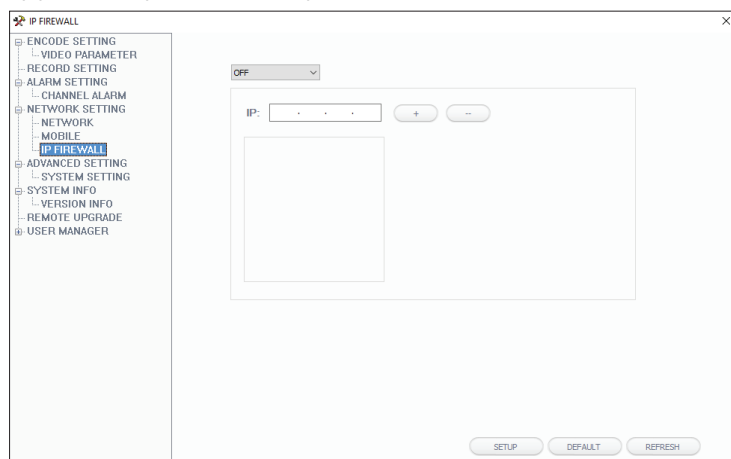 IP FIREWALL
ENCODE SETTING
VIDEO PARAMETER
RECORD SETTING
ALARM SETTING
CHANNEL ALARM
NETWORK SETTING
NETWORK
MOBILE
IP FIREWALL
ADVANCED SETTING
SYSTEM SETTING
SYSTEM INFO
VERSION INFO
REMOTE UPGRADE
USER MANAGER
OFF
IP: . . . + --
SETUP DEFAULT REFRESH